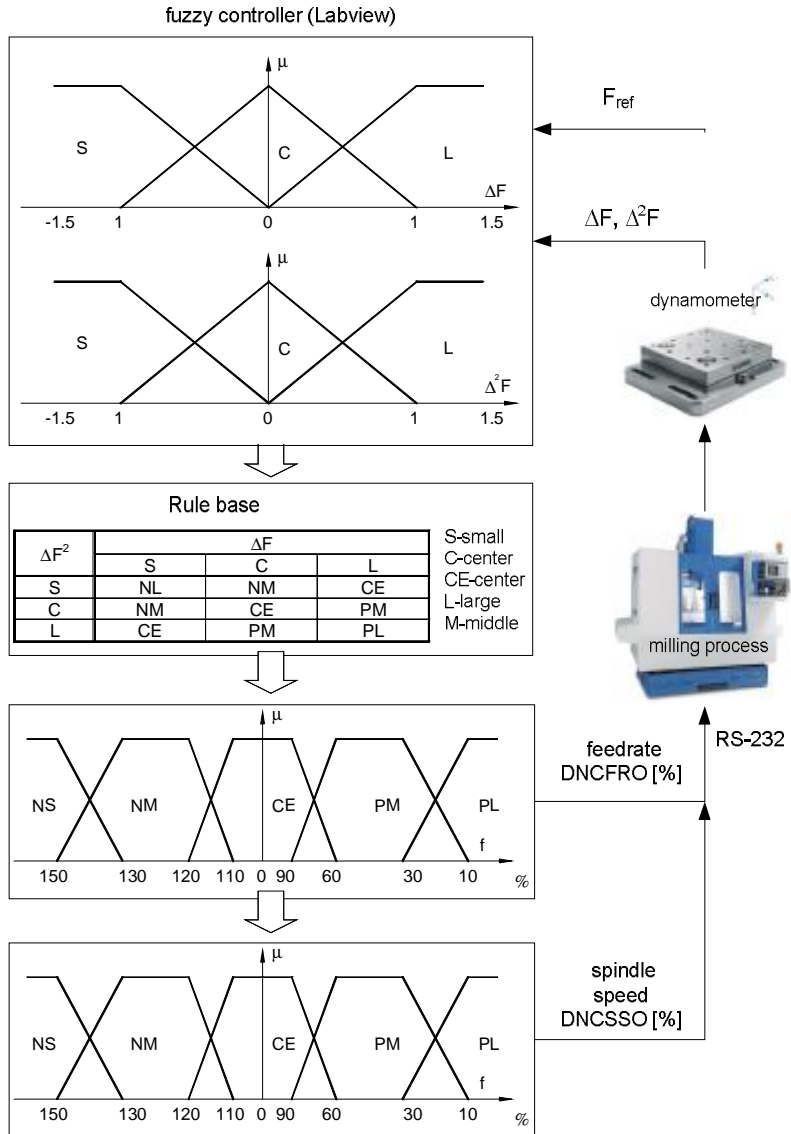 fuzzy controller (Labview)
μ
S
C
L
ΔF
-1.5 1 0 1 1.5
μ
S
C
L
Δ²F
-1.5 1 0 1 1.5
F ref
ΔF, Δ²F
dynamometer
Rule base
ΔF² ΔF
S C L
S NL NM CE
C NM CE PM
L CE PM PL
S-small
C-center
CE-center
L-large
M-middle
milling process
RS-232
μ
NS NM CE PM PL
f
150 130 120 110 0 90 60 30 10 %
feedrate
DNCFRO [%]
μ
NS NM CE PM PL
f
150 130 120 110 0 90 60 30 10 %
spindle
speed
DNCSSO [%]